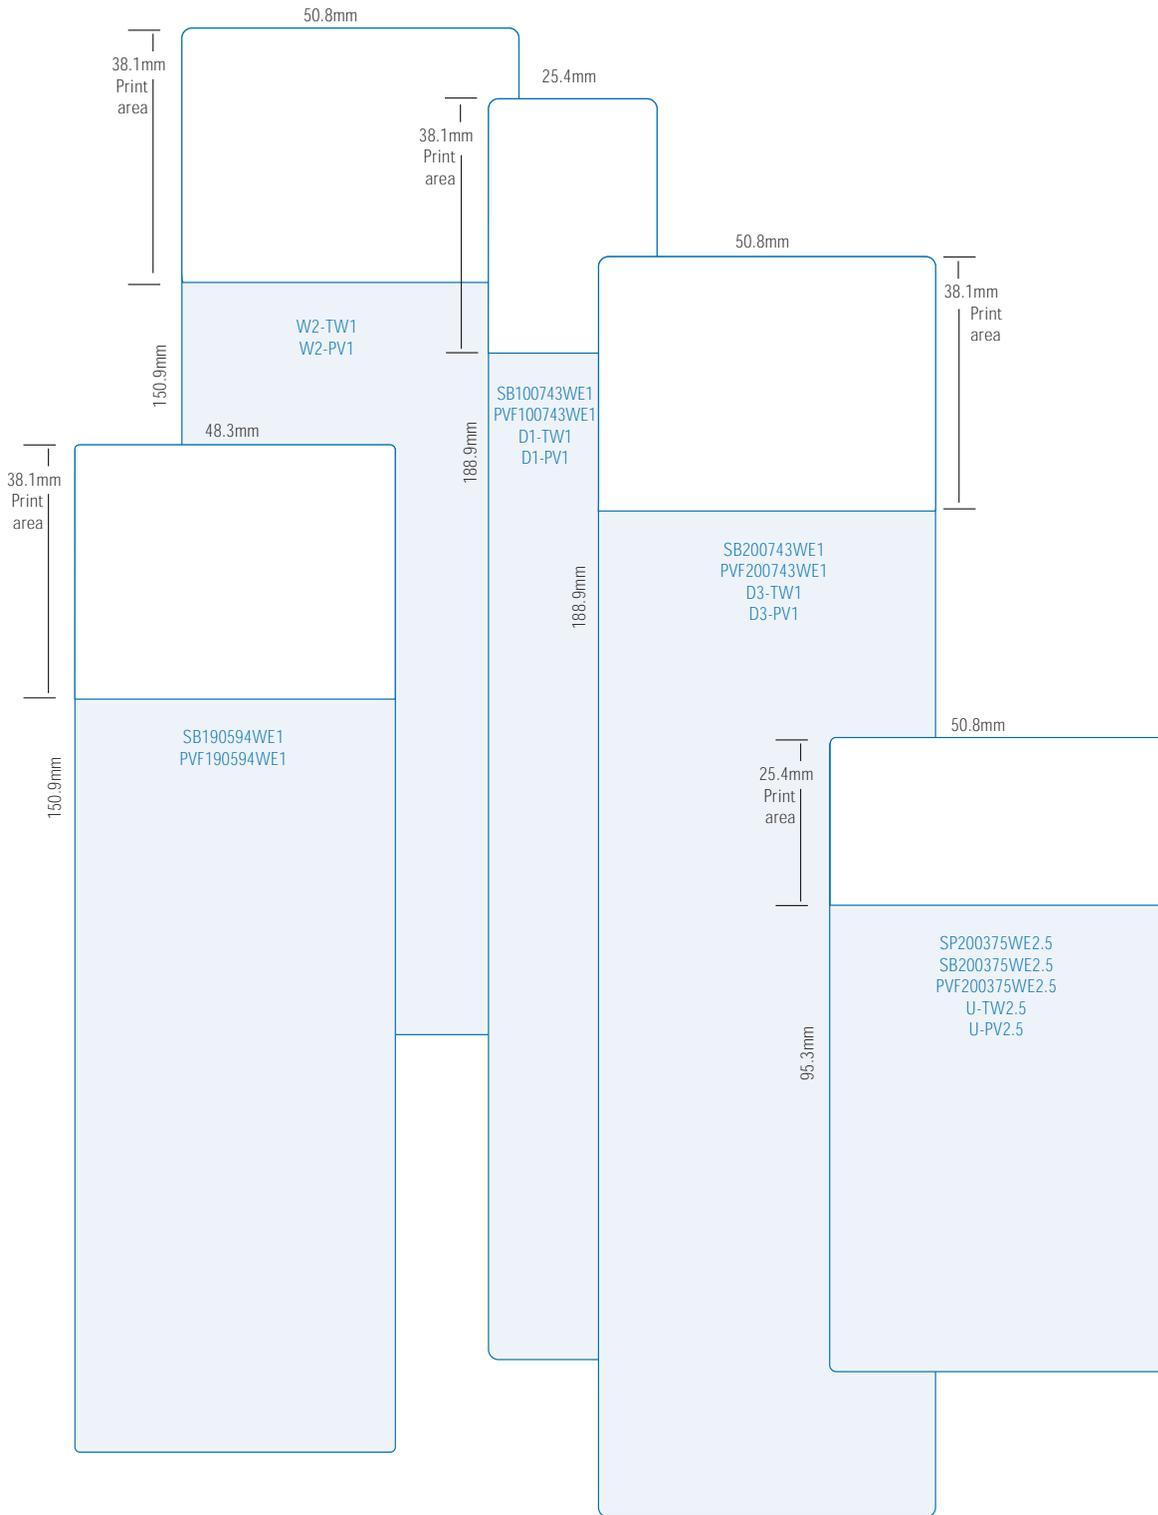 50.8mm
38.1mm
Print
area
150.9mm
W2-TW1
W2-PV1
25.4mm
38.1mm
Print
area
188.9mm
SB100743WE1
PVF100743WE1
D1-TW1
D1-PV1
50.8mm
38.1mm
Print
area
188.9mm
SB200743WE1
PVF200743WE1
D3-TW1
D3-PV1
48.3mm
38.1mm
Print
area
150.9mm
SB190594WE1
PVF190594WE1
50.8mm
25.4mm
Print
area
95.3mm
SP200375WE2.5
SB200375WE2.5
PVF200375WE2.5
U-TW2.5
U-PV2.5